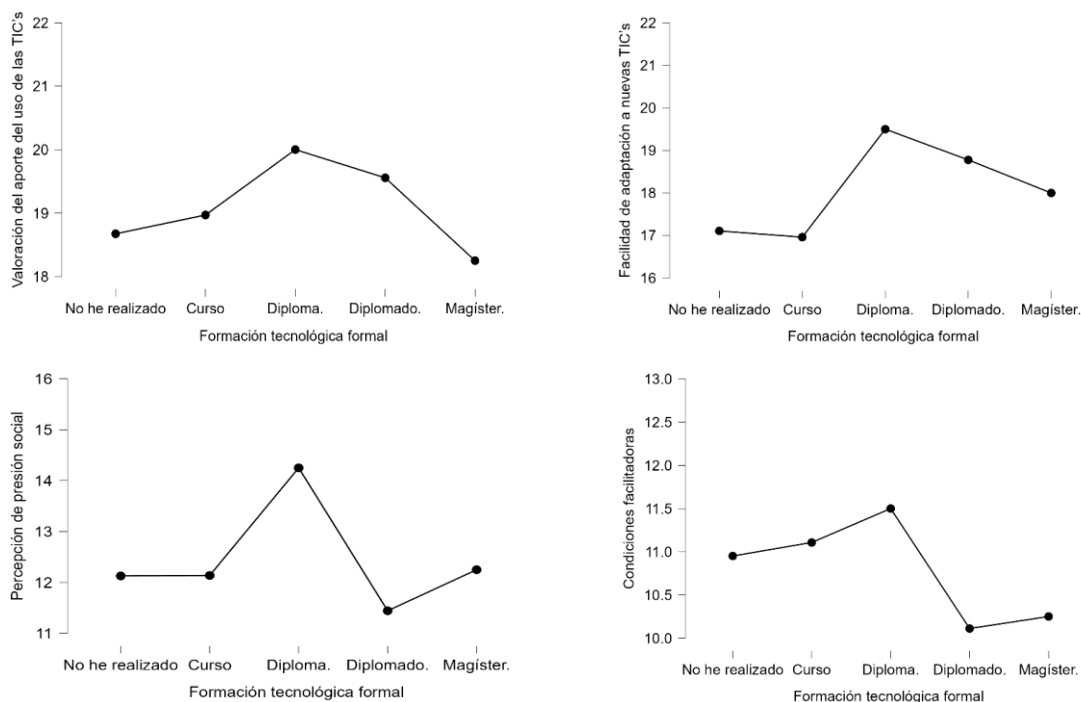 Valoración del aporte del uso de las TIC's
22
21
20
19
18
No he realizado Curso Diploma. Diplomado. Magíster.
Formación tecnológica formal
Facilidad de adaptación a nuevas TIC's
22
21
20
19
18
17
16
No he realizado Curso Diploma. Diplomado. Magíster.
Formación tecnológica formal
Percepción de presión social
16
15
14
13
12
11
No he realizado Curso Diploma. Diplomado. Magíster.
Formación tecnológica formal
Condiciones facilitadoras
13.0
12.5
12.0
11.5
11.0
10.5
10.0
No he realizado Curso Diploma. Diplomado. Magíster.
Formación tecnológica formal